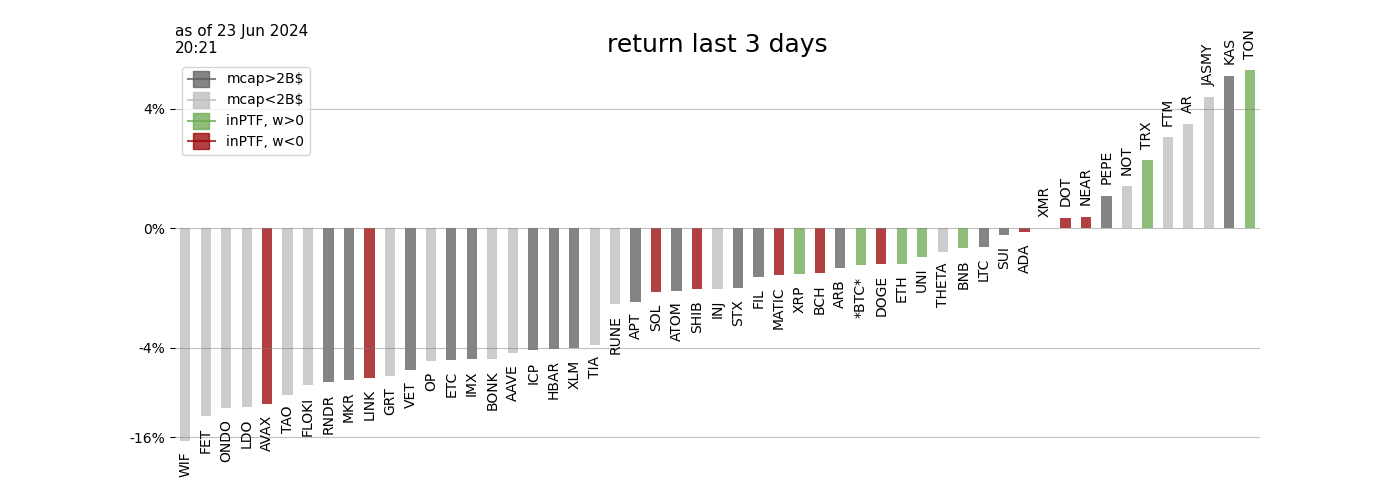 as of 23 Jun 2024
20:21
return last 3 days
mcap>2B$
mcap<2B$
inPTF, w>0
inPTF, w<0
4%
0%
-4%
-16%
WIF
FET
ONDO
LDO
AVAX
TAO
FLOKI
RNDR
MKR
LINK
GRT
VET
OP
ETC
IMX
BONK
AAVE
ICP
HBAR
XLM
TIA
RUNE
APT
SOL
ATOM
SHIB
INJ
STX
FIL
MATIC
XRP
BCH
ARB
*BTC*
DOGE
ETH
UNI
THETA
BNB
LTC
SUI
ADA
XMR
DOT
NEAR
PEPE
NOT
TRX
FTM
AR
JASMY
KAS
TON